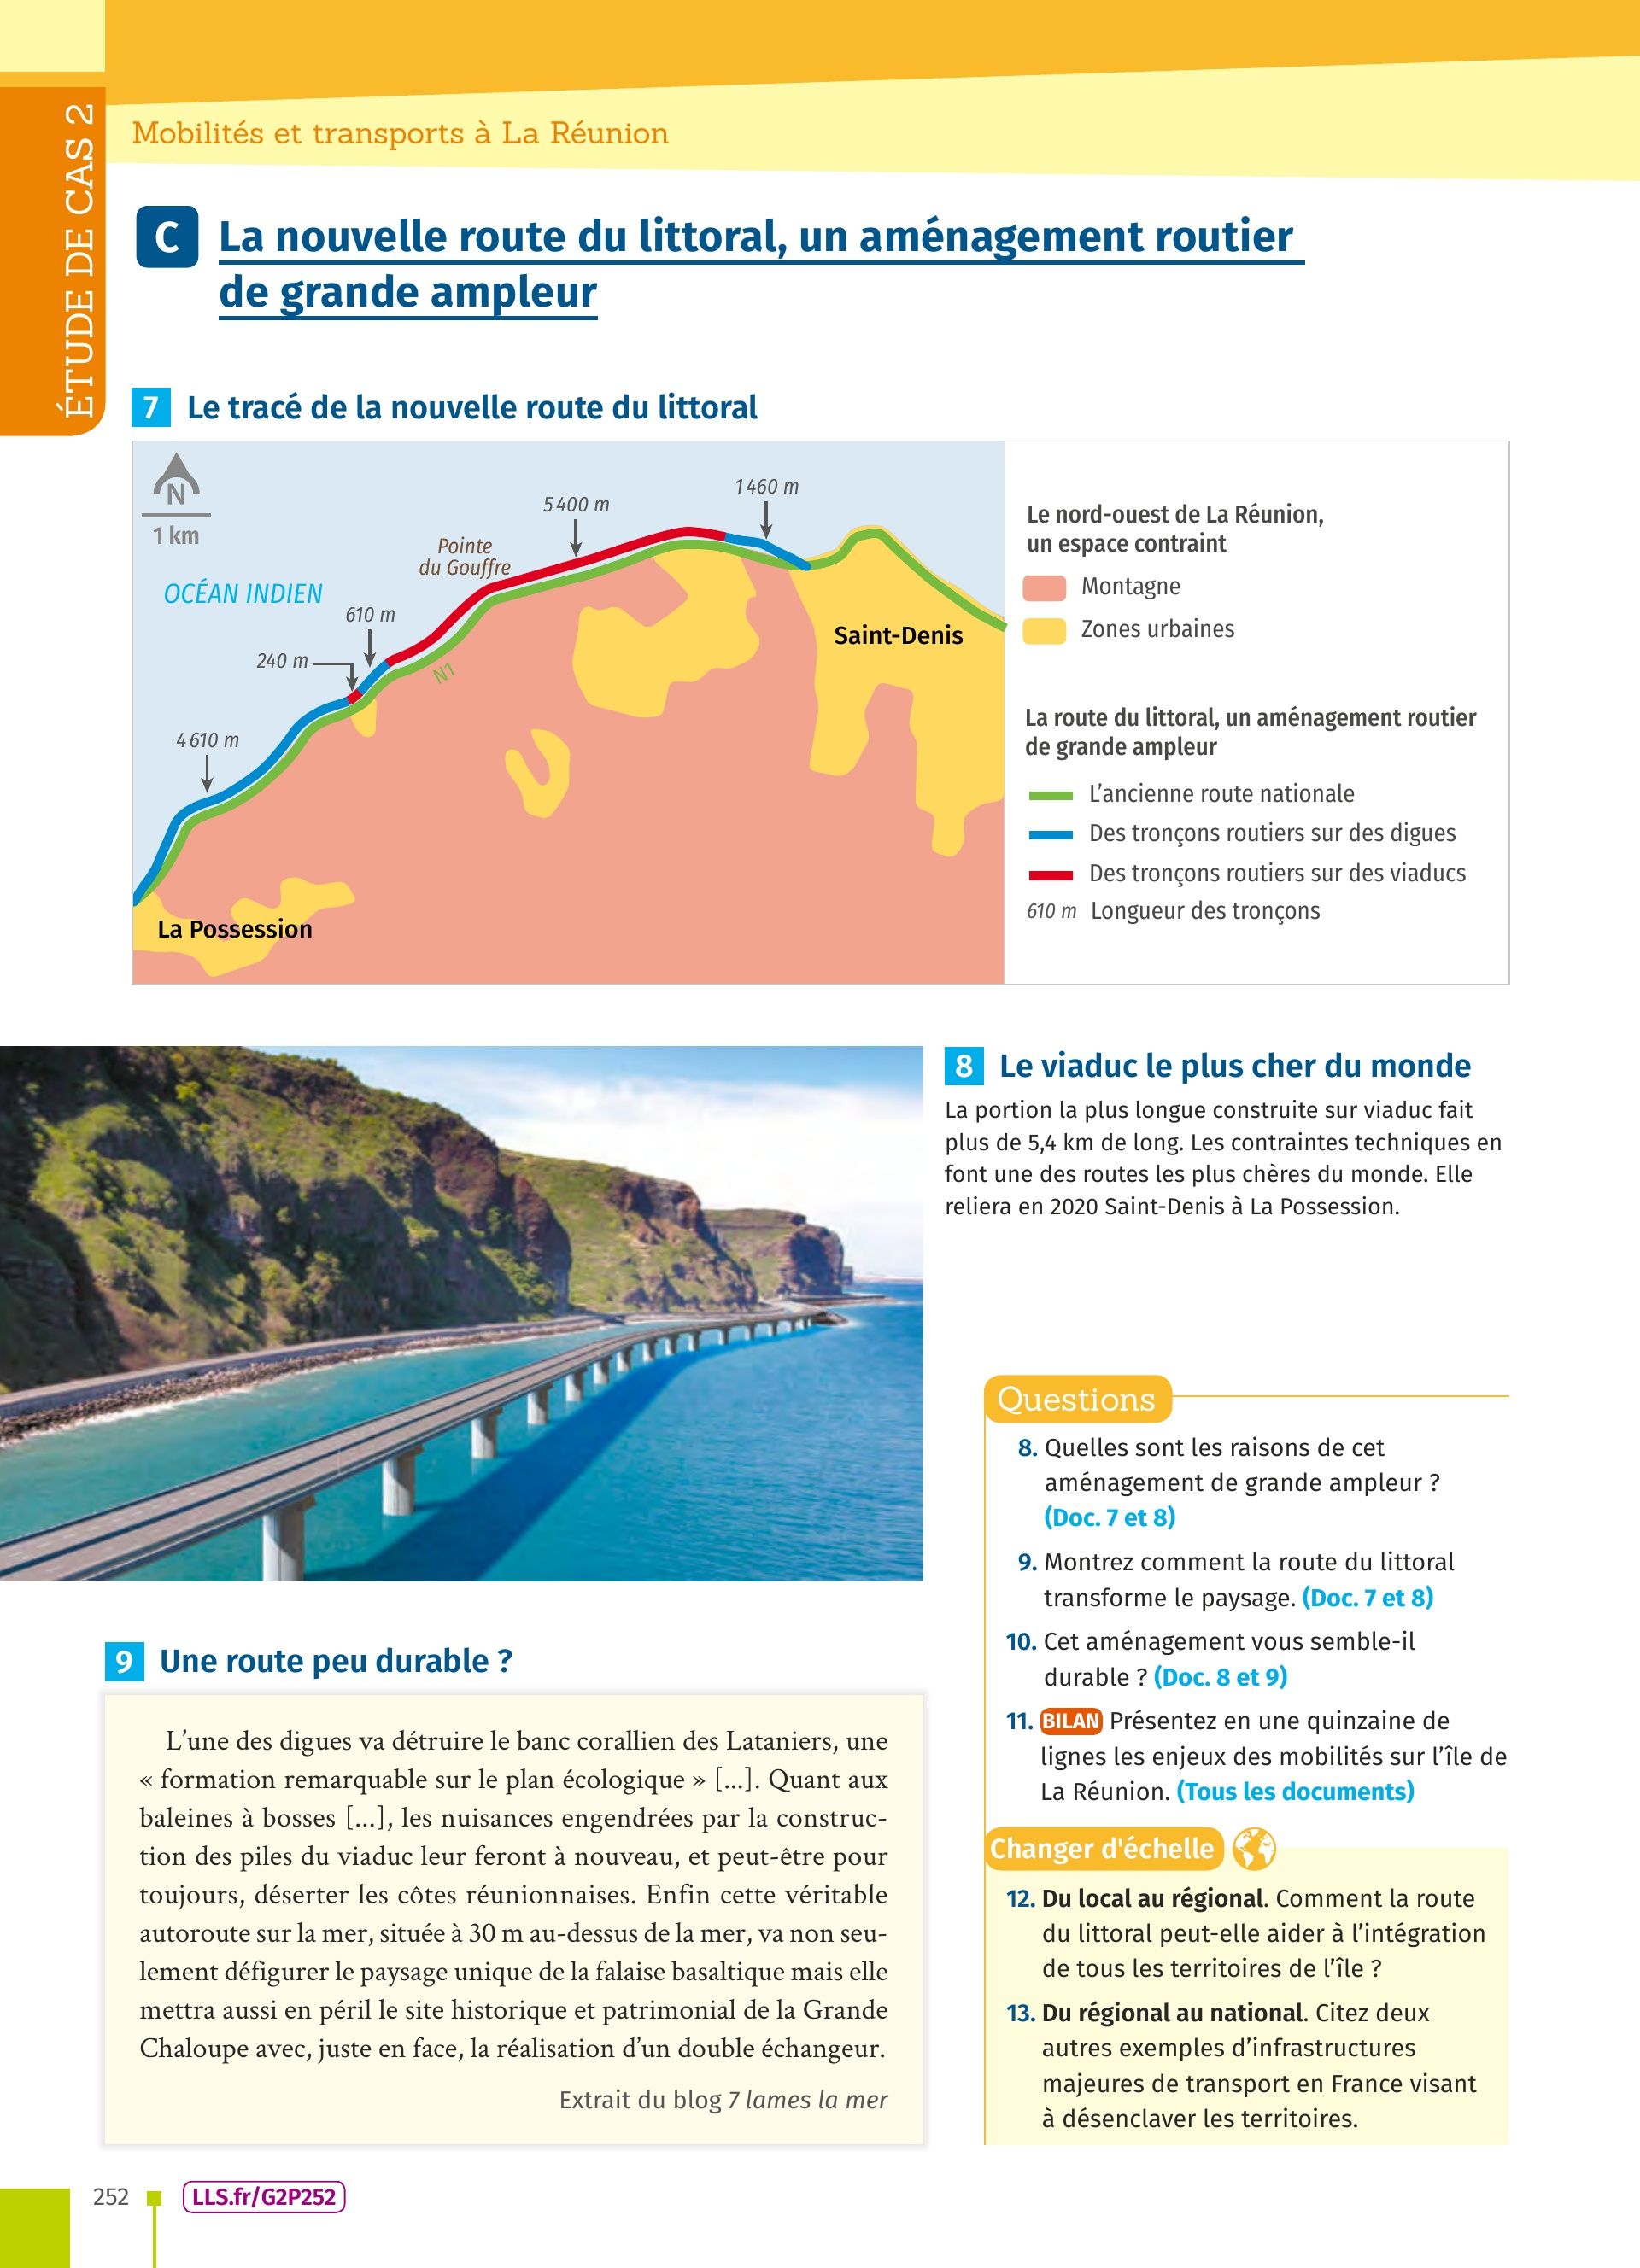 ÉTUDE DE CAS 2
Mobilités et transports à La Réunion
C
La nouvelle route du littoral, un aménagement routier
de grande ampleur
7 Le tracé de la nouvelle route du littoral
N
1 km
OCÉAN INDIEN
Pointe
du Gouffre
5 400 m
1 460 m
610 m
240 m
4 610 m
N1
Saint-Denis
La Possession
Le nord-ouest de La Réunion,
un espace contraint
Montagne
Zones urbaines
La route du littoral, un aménagement routier
de grande ampleur
L’ancienne route nationale
Des tronçons routiers sur des digues
Des tronçons routiers sur des viaducs
610 m Longueur des tronçons
8 Le viaduc le plus cher du monde
La portion la plus longue construite sur viaduc fait
plus de 5,4 km de long. Les contraintes techniques en
font une des routes les plus chères du monde. Elle
reliera en 2020 Saint-Denis à La Possession.
9 Une route peu durable ?
L’une des digues va détruire le banc corallien des Lataniers, une
« formation remarquable sur le plan écologique » [...]. Quant aux
baleines à bosses [...], les nuisances engendrées par la construc-
tion des piles du viaduc leur feront à nouveau, et peut-être pour
toujours, déserter les côtes réunionnaises. Enfin cette véritable
autoroute sur la mer, située à 30 m au-dessus de la mer, va non seu-
lement défigurer le paysage unique de la falaise basaltique mais elle
mettra aussi en péril le site historique et patrimonial de la Grande
Chaloupe avec, juste en face, la réalisation d’un double échangeur.
Extrait du blog 7 lames la mer
Questions
8. Quelles sont les raisons de cet
aménagement de grande ampleur ?
(Doc. 7 et 8)
9. Montrez comment la route du littoral
transforme le paysage. (Doc. 7 et 8)
10. Cet aménagement vous semble-il
durable ? (Doc. 8 et 9)
11. BILAN Présentez en une quinzaine de
lignes les enjeux des mobilités sur l’île de
La Réunion. (Tous les documents)
Changer d'échelle
12. Du local au régional. Comment la route
du littoral peut-elle aider à l’intégration
de tous les territoires de l’île ?
13. Du régional au national. Citez deux
autres exemples d’infrastructures
majeures de transport en France visant
à désenclaver les territoires.
252
LLS.fr/G2P252